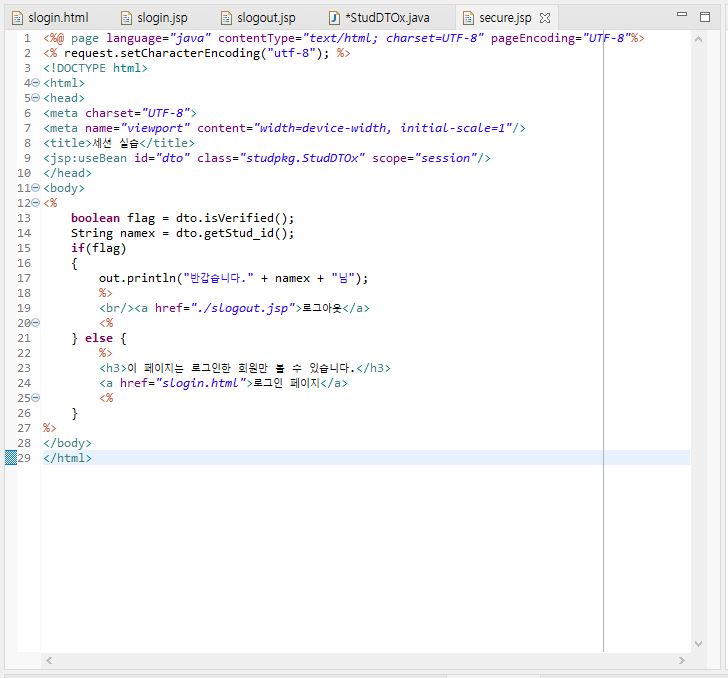 slogin.html slogin.jsp slogout.jsp *StudDTOx.java secure.jsp
1 <%@ page language="java" contentType="text/html; charset=UTF-8" pageEncoding="UTF-8"%>
2 <% request.setCharacterEncoding("utf-8"); %>
3 <!DOCTYPE html>
4 <html>
5 <head>
6 <meta charset="UTF-8">
7 <meta name="viewport" content="width=device-width, initial-scale=1"/>
8 <title>세션 실습</title>
9 <jsp:useBean id="dto" class="studpkg.StudDTOx" scope="session"/>
10 </head>
11 <body>
12 <%
13     boolean flag = dto.isVerified();
14     String namex = dto.getStud_id();
15     if(flag)
16     {
17         out.println("반갑습니다." + namex + "님");
18         %>
19         <br/><a href="./slogout.jsp">로그아웃</a>
20         <%
21     } else {
22         %>
23         <h3>이 페이지는 로그인한 회원만 볼 수 있습니다.</h3>
24         <a href="slogin.html">로그인 페이지</a>
25         <%
26     }
27 %>
28 </body>
29 </html>